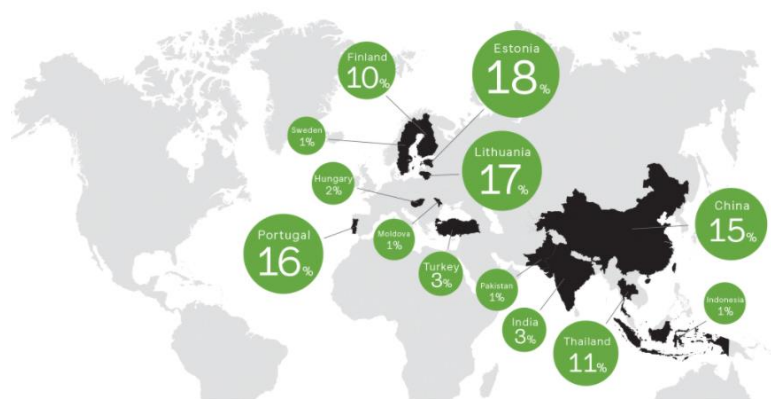 Estonia
18%
Finland
10%
Sweden
1%
Lithuania
17%
Hungary
2%
China
15%
Portugal
16%
Moldova
1%
Turkey
3%
Pakistan
1%
Indonesia
1%
India
3%
Thailand
11%